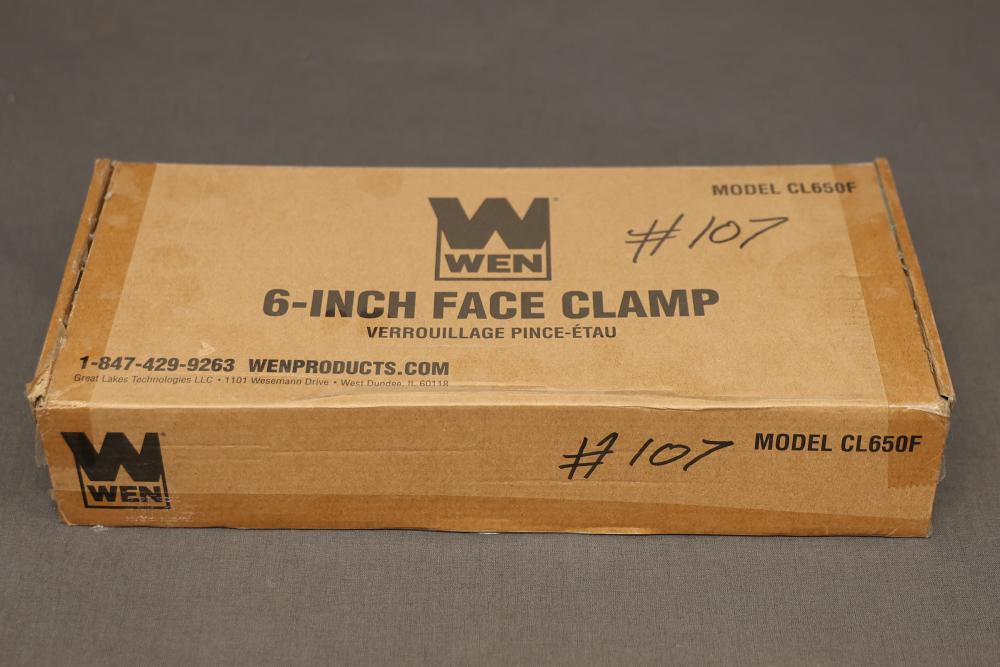 MODEL CL650F
#107
WEN
6-INCH FACE CLAMP
VERROUILLAGE PINCE-ÉTAU
1-847-429-9263 WENPRODUCTS.COM
Great Lakes Technologies LLC • 1101 Wesemann Drive • West Dundee, IL 60118
WEN
#107
MODEL CL650F